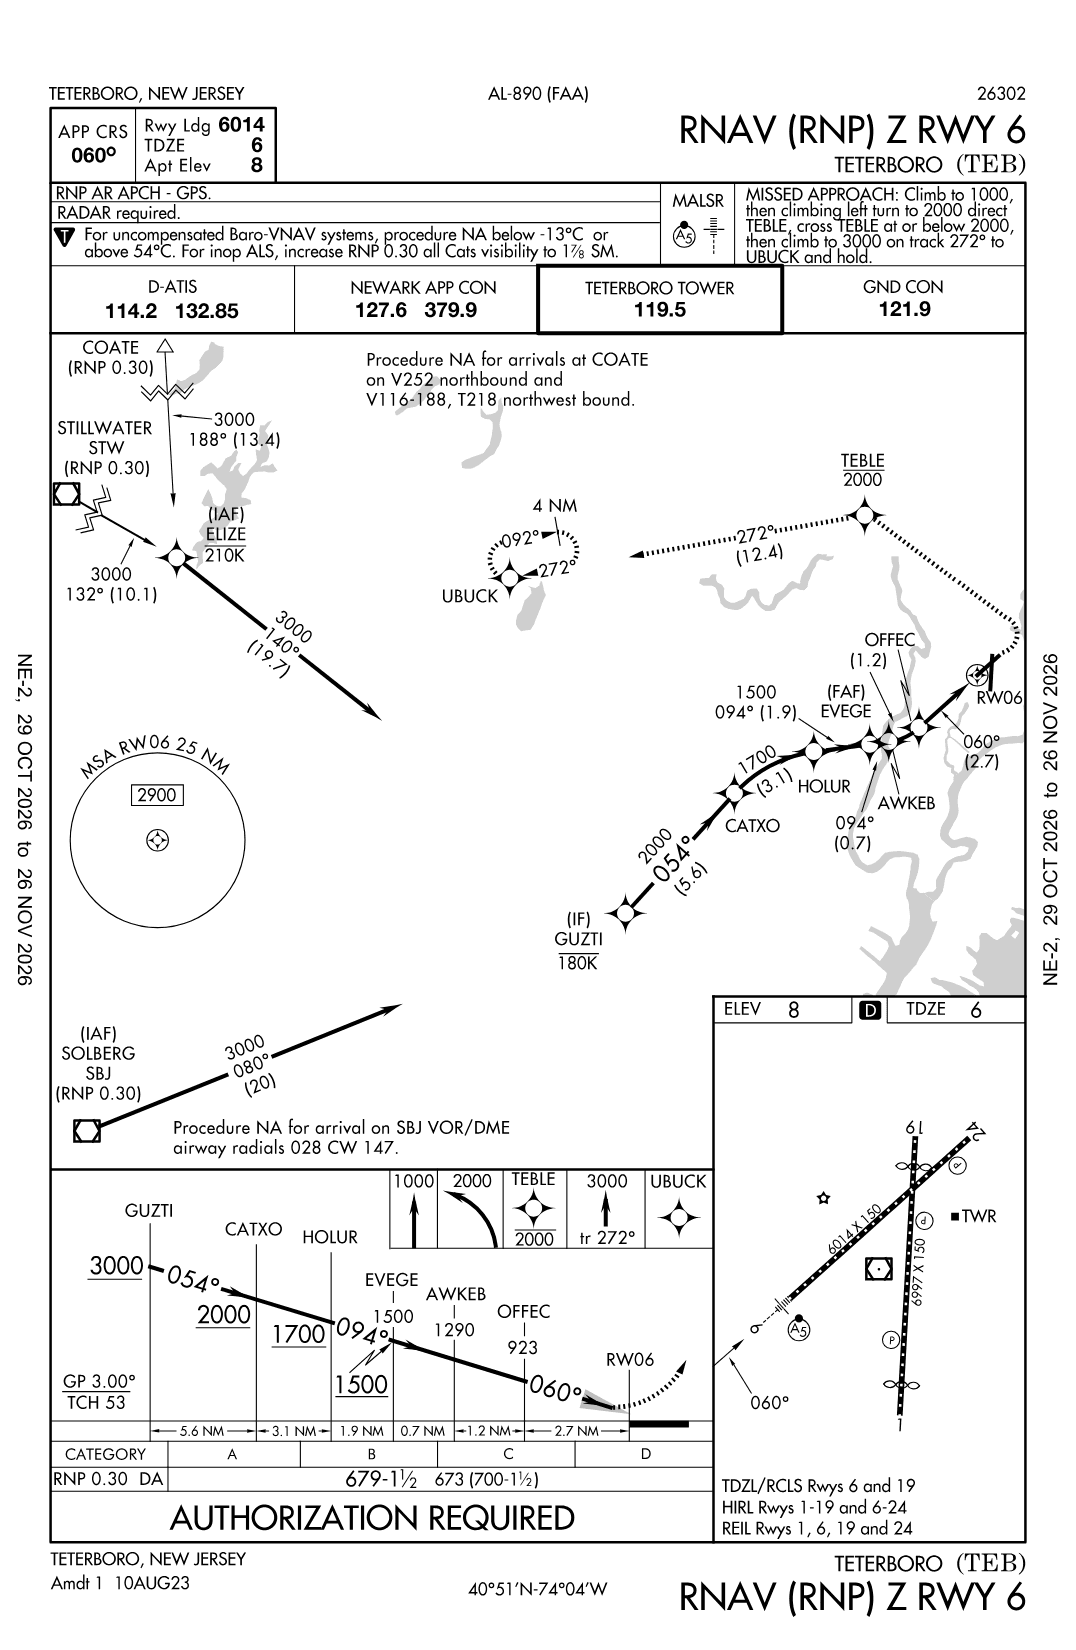 TETERBORO, NEW JERSEY
AL-890 (FAA)
26302
APP CRS
060°
Rwy Ldg 6014
TDZE 6
Apt Elev 8
RNAV (RNP) Z RWY 6
TETERBORO (TEB)
RNP AR APCH - GPS.
RADAR required.
T
For uncompensated Baro-VNAV systems, procedure NA below -13°C or
above 54°C. For inop ALS, increase RNP 0.30 all Cats visibility to 1⅞ SM.
MALSR
A5
MISSED APPROACH: Climb to 1000,
then climbing left turn to 2000 direct
TEBLE, cross TEBLE at or below 2000,
then climb to 3000 on track 272° to
UBUCK and hold.
D-ATIS
114.2 132.85
NEWARK APP CON
127.6 379.9
TETERBORO TOWER
119.5
GND CON
121.9
COATE
(RNP 0.30)
3000
188° (13.4)
Procedure NA for arrivals at COATE
on V252 northbound and
V116-188, T218 northwest bound.
STILLWATER
STW
(RNP 0.30)
3000
132° (10.1)
(IAF)
ELIZE
210K
3000
140°
(19.7)
4 NM
092°
272°
UBUCK
TEBLE
2000
272°
(12.4)
OFFEC
(1.2)
(FAF)
EVEGE
1500
094° (1.9)
RW06
060°
(2.7)
1700
(3.1)
HOLUR
AWKEB
094°
(0.7)
CATXO
2000
054°
(5.6)
(IF)
GUZTI
180K
MSA RW06 25 NM
2900
(IAF)
SOLBERG
SBJ
(RNP 0.30)
3000
080°
(20)
Procedure NA for arrival on SBJ VOR/DME
airway radials 028 CW 147.
NE-2, 29 OCT 2026 to 26 NOV 2026
NE-2, 29 OCT 2026 to 26 NOV 2026
ELEV 8
D
TDZE 6
19
24
P
6014 X 150
P
TWR
6997 X 150
6
A5
P
060°
1
TDZL/RCLS Rwys 6 and 19
HIRL Rwys 1-19 and 6-24
REIL Rwys 1, 6, 19 and 24
1000
2000
TEBLE
2000
3000
tr 272°
UBUCK
GUZTI
CATXO
HOLUR
EVEGE
1500
AWKEB
1290
OFFEC
923
RW06
3000
054°
2000
1700
094°
1500
060°
GP 3.00°
TCH 53
5.6 NM
3.1 NM
1.9 NM
0.7 NM
1.2 NM
2.7 NM
CATEGORY
A
B
C
D
RNP 0.30 DA
679-1½ 673 (700-1½)
AUTHORIZATION REQUIRED
TETERBORO, NEW JERSEY
Amdt 1 10AUG23
40°51'N-74°04'W
TETERBORO (TEB)
RNAV (RNP) Z RWY 6